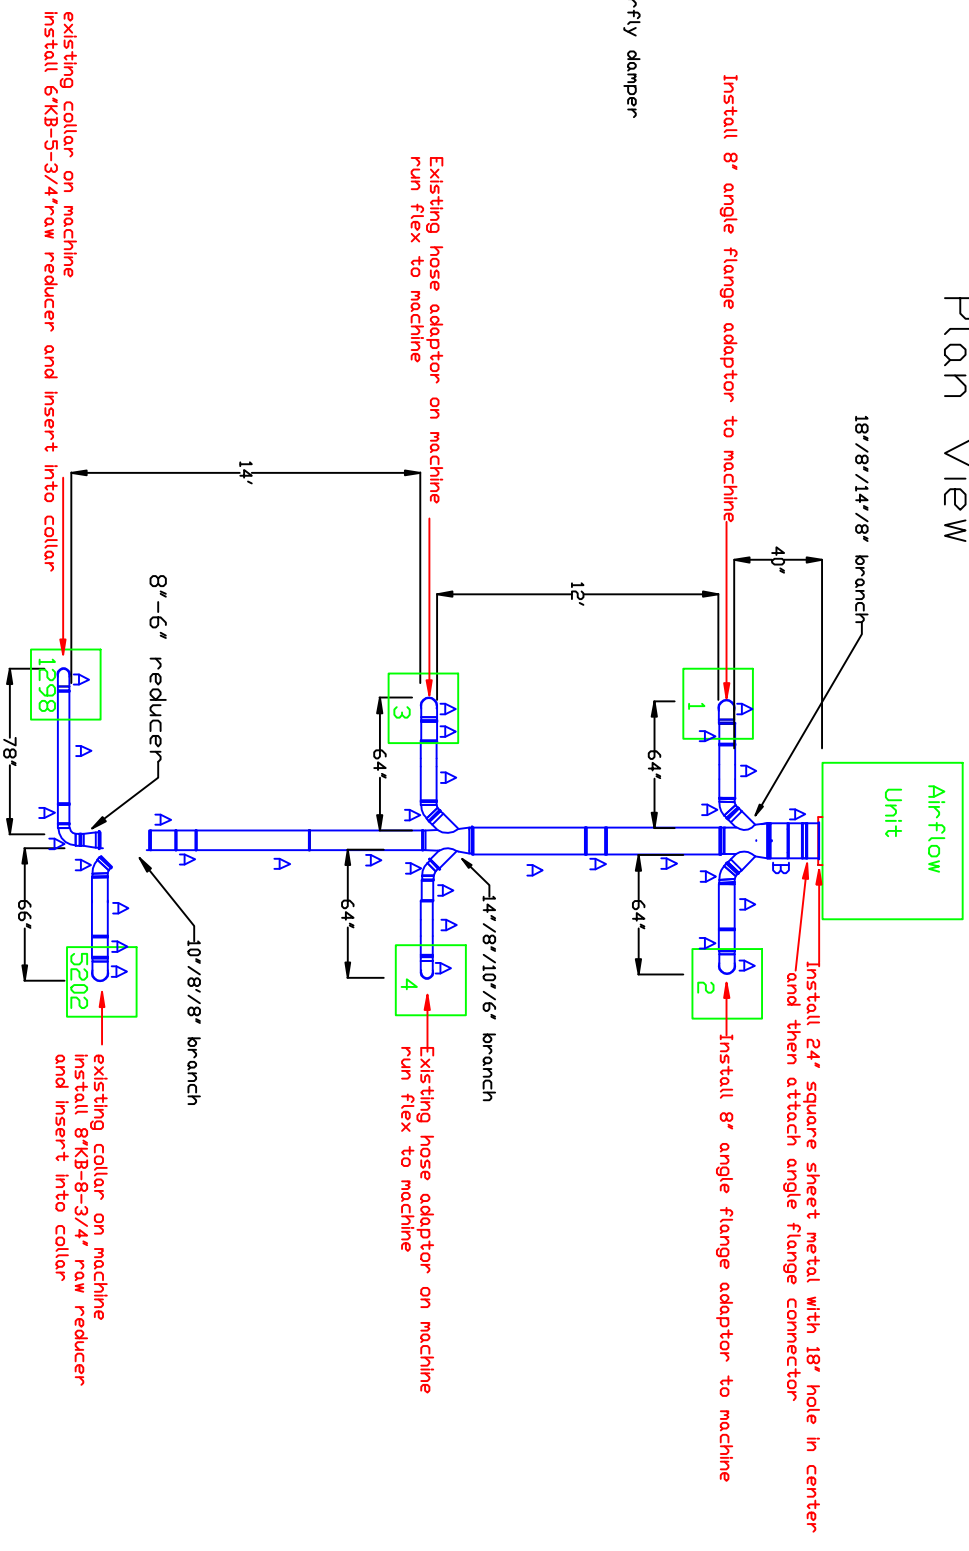 Plan View
rfly damper
Install 8" angle flange adaptor to machine
18"/8"/14"/8" branch
40"
Airflow
Unit
Install 24" square sheet metal with 18" hole in center
and then attach angle flange connector
B
A
A
A
A
A
A
A
1
2
64"
64"
Install 8" angle flange adaptor to machine
12'
A
A
A
Existing hose adaptor on machine
run flex to machine
3
4
A
A
A
A
A
A
A
64"
64"
14"/8"/10"/6" branch
Existing hose adaptor on machine
run flex to machine
14'
A
A
A
A
10"/8'/8" branch
8"-6" reducer
existing collar on machine
install 6"KB-5-3/4"raw reducer and insert into collar
1298
5202
A
A
A
A
A
A
A
A
A
78"
66"
existing collar on machine
install 8"KB-8-3/4" raw reducer
and insert into collar